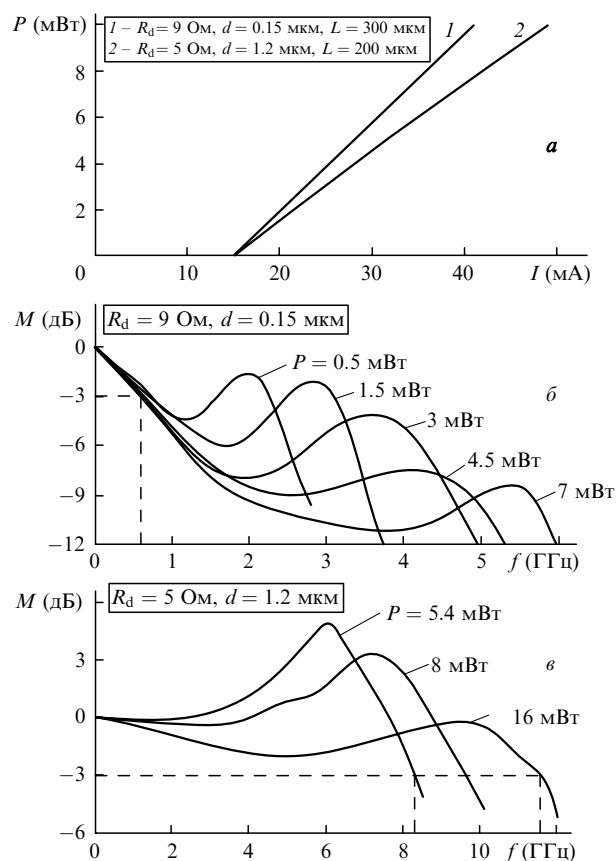 P (мВт)
1 – Rd = 9 Ом, d = 0.15 мкм, L = 300 мкм
2 – Rd = 5 Ом, d = 1.2 мкм, L = 200 мкм
1
2
8
6
а
4
2
0
10
20
30
40
I (мА)
M (дБ)
Rd = 9 Ом, d = 0.15 мкм
0
P = 0.5 мВт
1.5 мВт
б
−3
3 мВт
−6
4.5 мВт
−9
7 мВт
−12
0
1
2
3
4
5
f (ГГц)
M (дБ)
Rd = 5 Ом, d = 1.2 мкм
P = 5.4 мВт
3
8 мВт
в
0
16 мВт
−3
−6
0
2
4
6
8
10
f (ГГц)